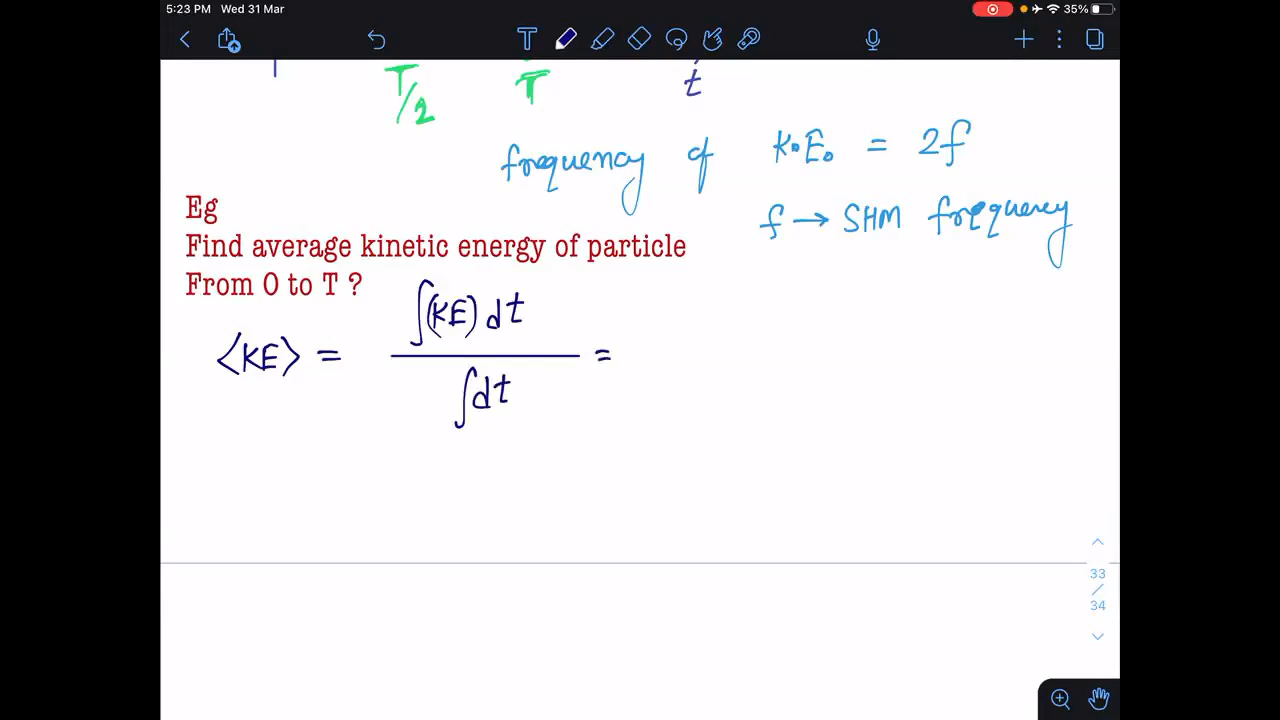 5:23 PM Wed 31 Mar
35%
T
T/2
T
t
frequency of K.E. = 2f
f → SHM frequency
Eg
Find average kinetic energy of particle
From 0 to T ?
⟨KE⟩ = ∫(KE) dt / ∫dt =
33
/
34